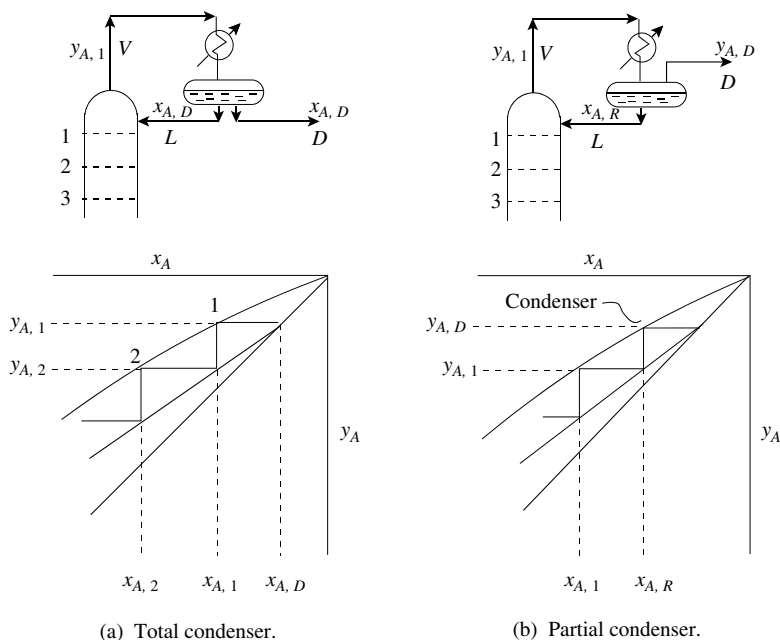 y_{A, 1} V
x_{A, D} x_{A, D}
1 L D
2
3
y_{A, 1} V y_{A, D}
D
x_{A, R}
1 L
2
3
x_A
y_{A, 1} 1
y_{A, 2} 2
y_A
x_{A, 2} x_{A, 1} x_{A, D}
(a) Total condenser.
x_A
Condenser
y_{A, D}
y_{A, 1}
y_A
x_{A, 1} x_{A, R}
(b) Partial condenser.